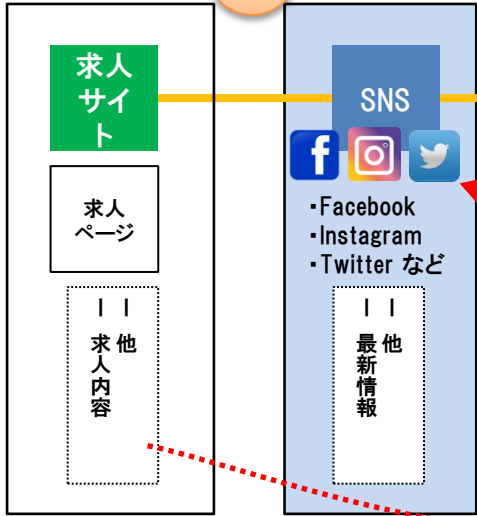 求人
サイ
ト
求人
ページ
ー求人内容
ー他
SNS
・Facebook
・Instagram
・Twitter など
ー最新情報
ー他